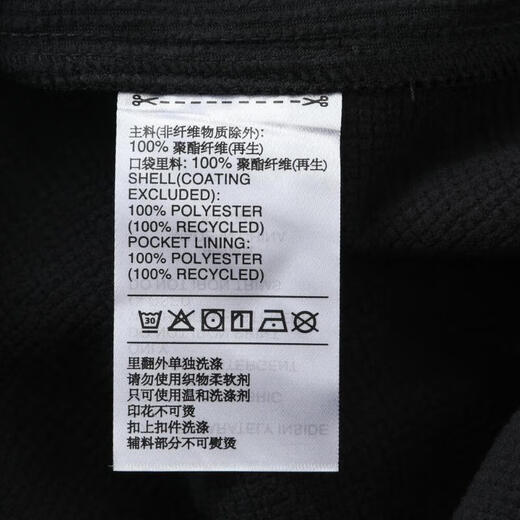 主料(非纤维物质除外):
100% 聚酯纤维(再生)
口袋里料: 100% 聚酯纤维(再生)
SHELL(COATING
EXCLUDED):
100% POLYESTER
(100% RECYCLED)
POCKET LINING:
100% POLYESTER
(100% RECYCLED)
30
里翻外单独洗涤
请勿使用织物柔软剂
只可使用温和洗涤剂
印花不可烫
扣上扣件洗涤
辅料部分不可熨烫